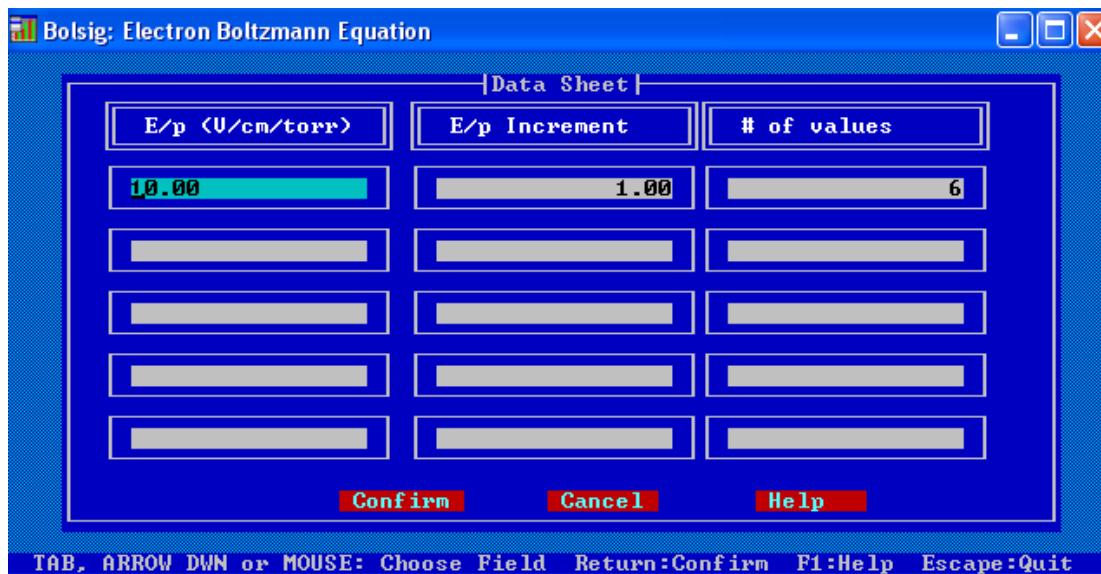 Bolsig: Electron Boltzmann Equation
Data Sheet
E/p (V/cm/torr) E/p Increment # of values
10.00 1.00 6
Confirm Cancel Help
TAB, ARROW DWN or MOUSE: Choose Field Return:Confirm F1:Help Escape:Quit